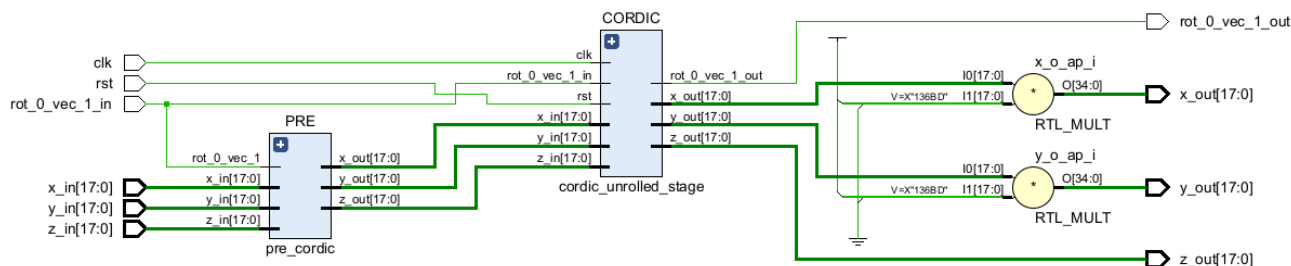 CORDIC
rot_0_vec_1_out
clk
clk
x_o_ap_i
rst
rot_0_vec_1_in
rot_0_vec_1_out
I0[17:0]
O[34:0]
x_out[17:0]
rot_0_vec_1_in
rst
x_out[17:0]
V=X"136BD"
I1[17:0]
*
PRE
x_in[17:0]
y_out[17:0]
RTL_MULT
y_in[17:0]
z_out[17:0]
rot_0_vec_1
x_out[17:0]
z_in[17:0]
y_o_ap_i
x_in[17:0]
x_in[17:0]
y_out[17:0]
cordic_unrolled_stage
I0[17:0]
O[34:0]
y_out[17:0]
y_in[17:0]
y_in[17:0]
z_out[17:0]
V=X"136BD"
I1[17:0]
*
z_in[17:0]
z_in[17:0]
RTL_MULT
pre_cordic
z_out[17:0]